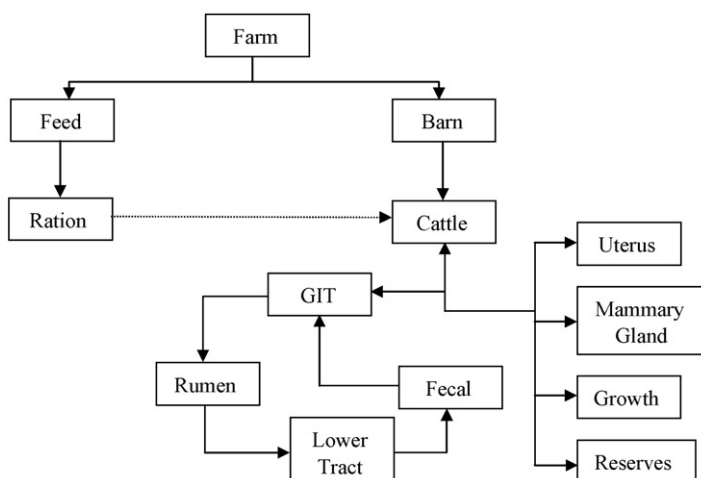 Farm
Feed
Barn
Ration
Cattle
Uterus
GIT
Mammary
Gland
Rumen
Fecal
Growth
Lower
Tract
Reserves